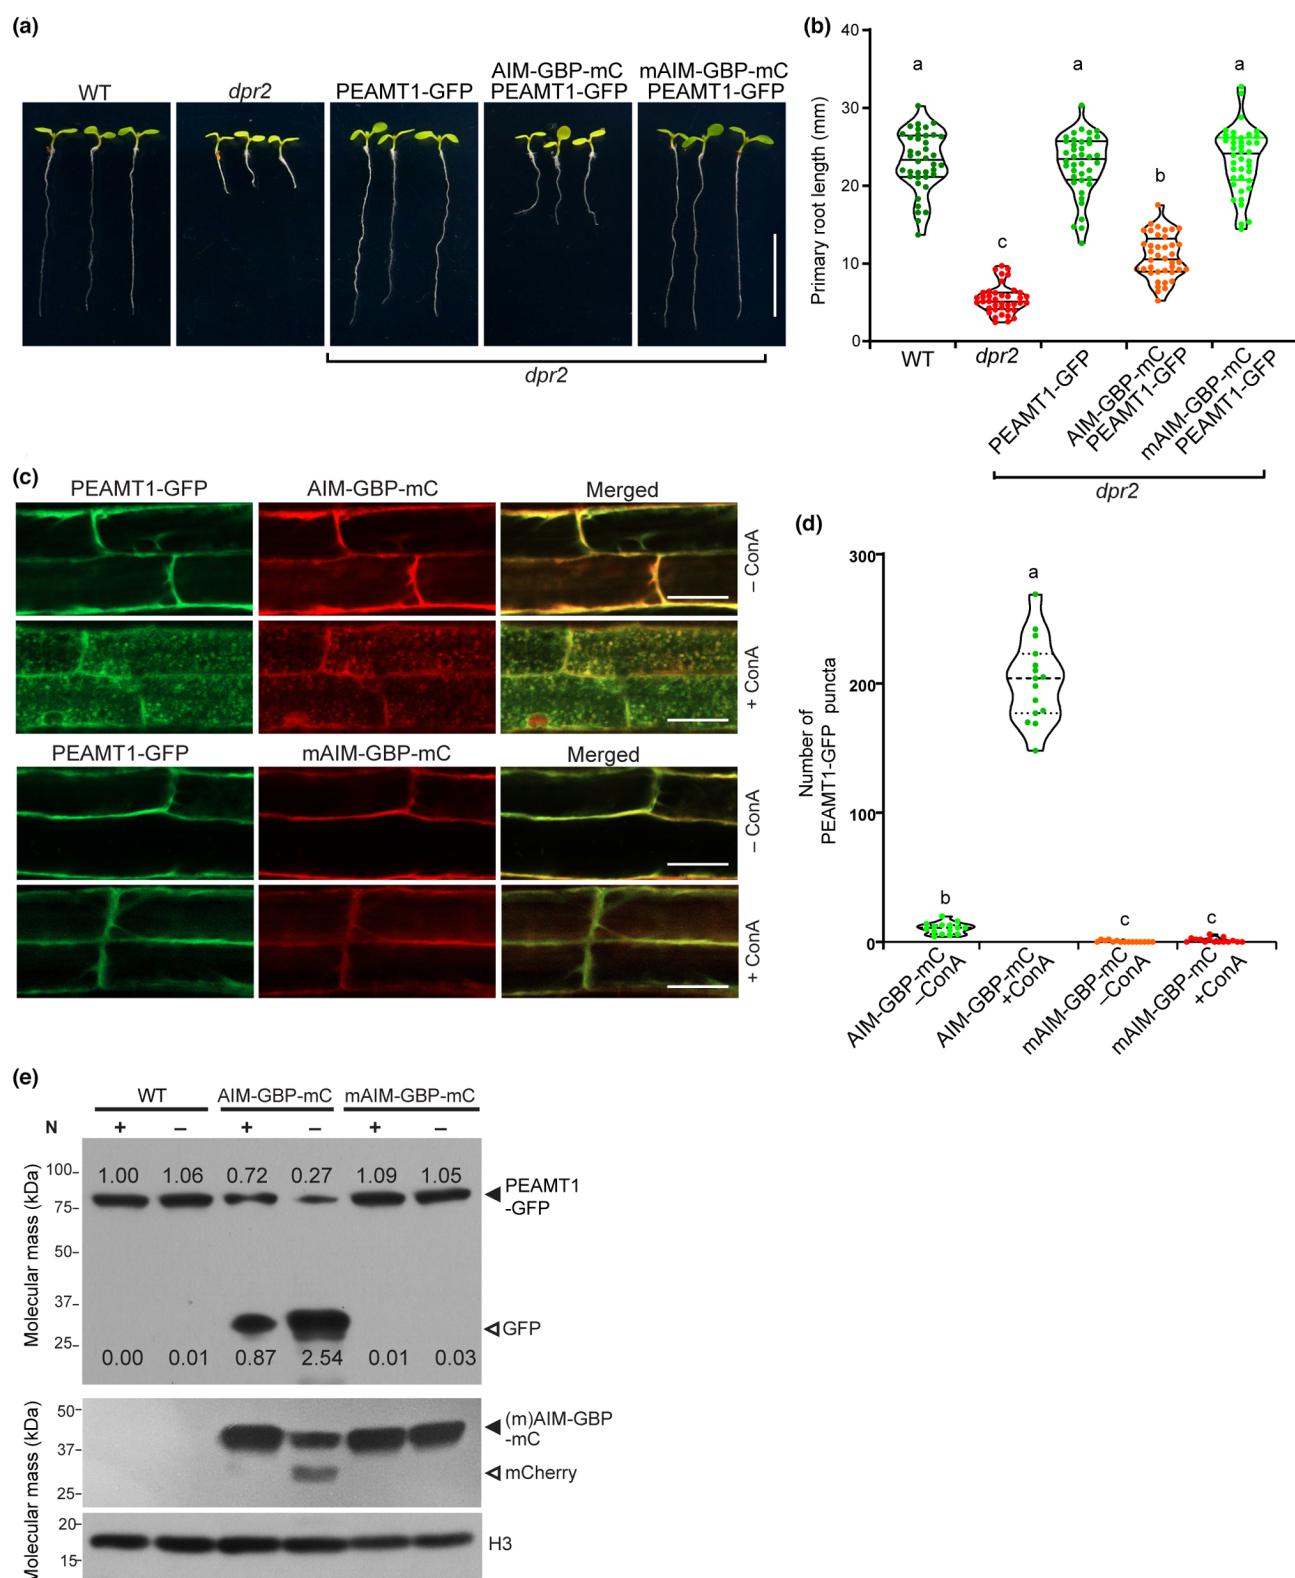 (a)
WT
dpr2
PEAMT1-GFP
AIM-GBP-mC
PEAMT1-GFP
mAIM-GBP-mC
PEAMT1-GFP
dpr2
(b)
Primary root length (mm)
40
30
20
10
0
a
c
a
b
a
WT
dpr2
PEAMT1-GFP
AIM-GBP-mC
PEAMT1-GFP
mAIM-GBP-mC
PEAMT1-GFP
dpr2
(c)
PEAMT1-GFP
AIM-GBP-mC
Merged
– ConA
+ ConA
PEAMT1-GFP
mAIM-GBP-mC
Merged
– ConA
+ ConA
(d)
Number of
PEAMT1-GFP puncta
300
200
100
0
b
a
c
c
AIM-GBP-mC
–ConA
AIM-GBP-mC
+ConA
mAIM-GBP-mC
–ConA
mAIM-GBP-mC
+ConA
(e)
WT
AIM-GBP-mC
mAIM-GBP-mC
N + – + – + –
Molecular mass (kDa)
100
75
50
37
25
1.00 1.06 0.72 0.27 1.09 1.05
PEAMT1
-GFP
GFP
0.00 0.01 0.87 2.54 0.01 0.03
Molecular mass (kDa)
50
37
25
(m)AIM-GBP
-mC
mCherry
Molecular mass (kDa)
20
15
H3